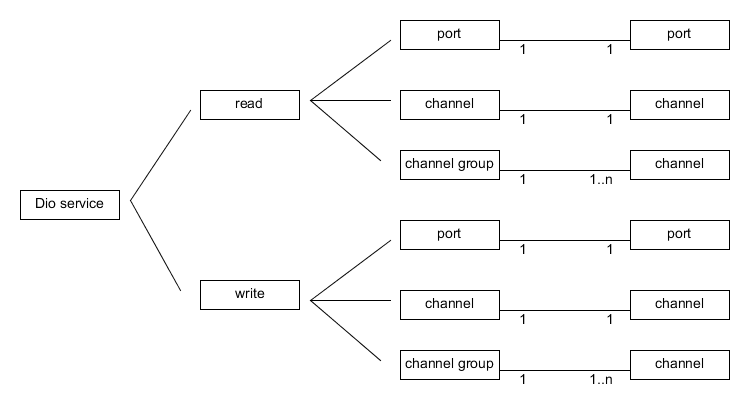 port
port
1
1
read
channel
channel
1
1
channel group
channel
1
1..n
Dio service
port
port
1
1
write
channel
channel
1
1
channel group
channel
1
1..n